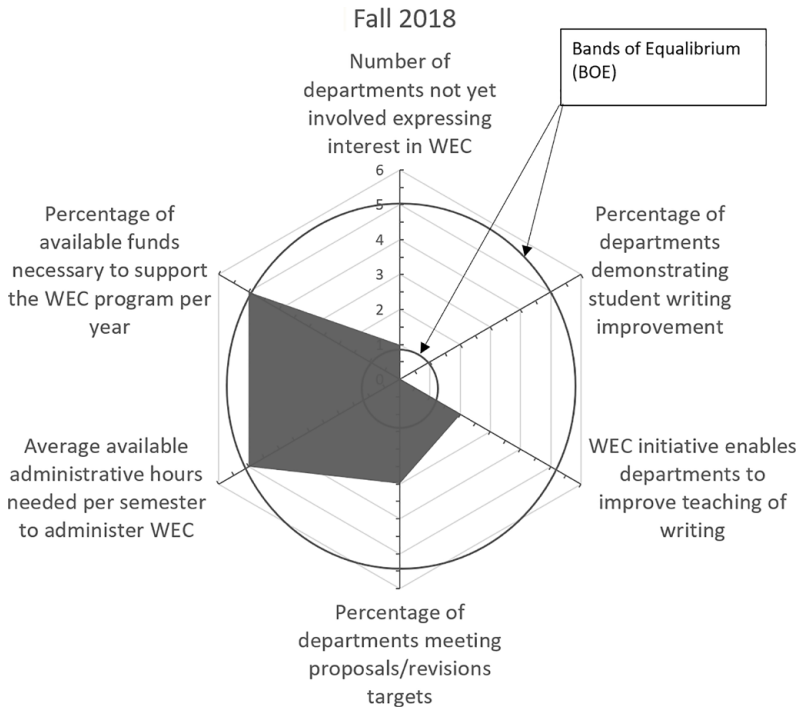 Fall 2018
Bands of Equalibrium
(BOE)
Number of
departments not yet
involved expressing
interest in WEC
6
5
4
3
2
1
0
Percentage of
available funds
necessary to support
the WEC program per
year
Percentage of
departments
demonstrating
student writing
improvement
Average available
administrative hours
needed per semester
to administer WEC
WEC initiative enables
departments to
improve teaching of
writing
Percentage of
departments meeting
proposals/revisions
targets